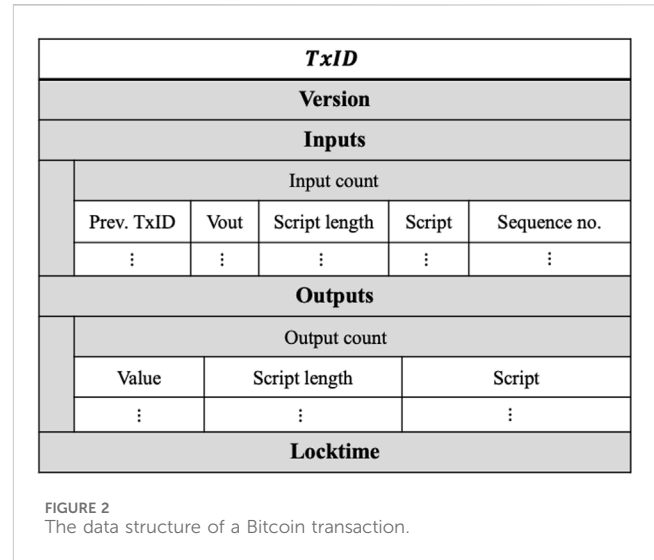 TxID
Version
Inputs
Input count
Prev. TxID Vout Script length Script Sequence no.
⋮ ⋮ ⋮ ⋮ ⋮
Outputs
Output count
Value Script length Script
⋮ ⋮ ⋮
Locktime
FIGURE 2
The data structure of a Bitcoin transaction.